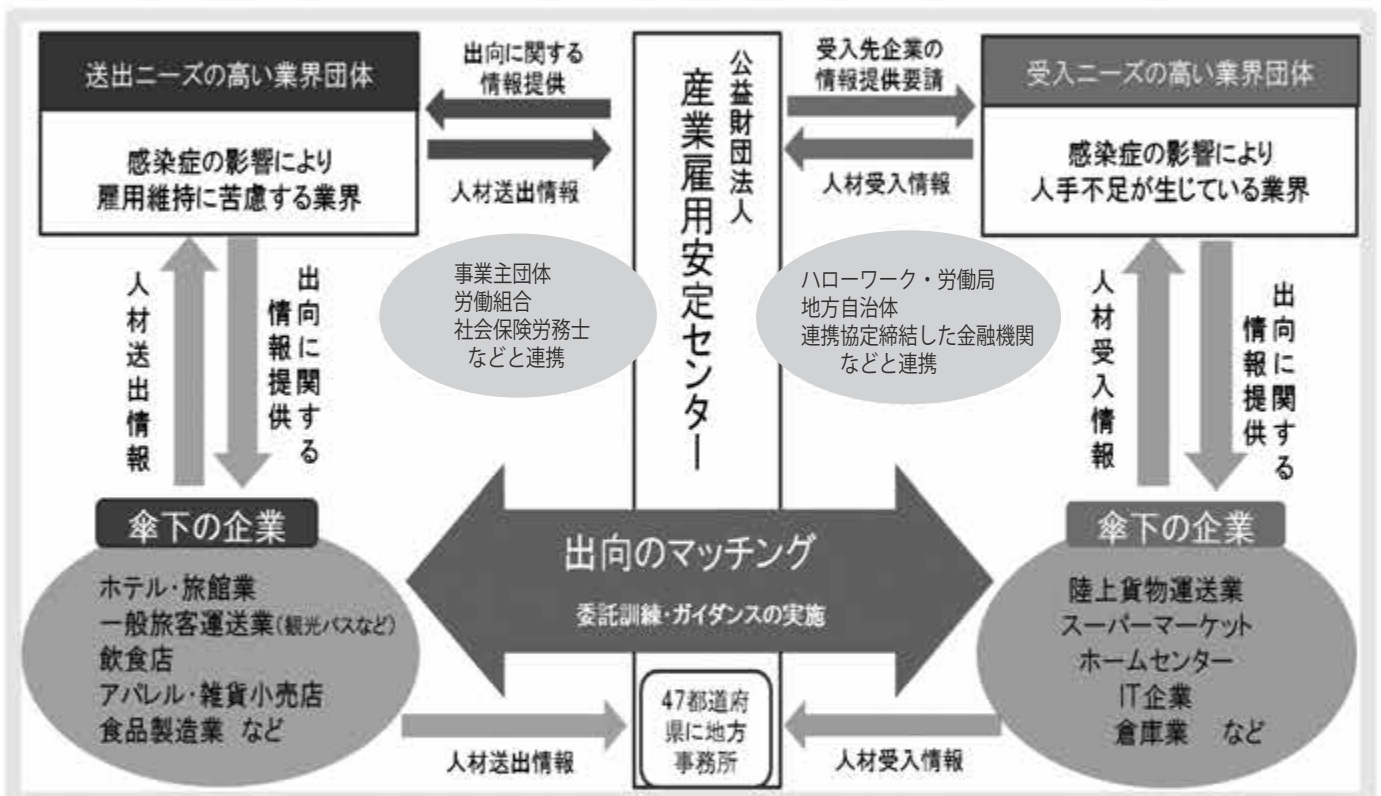 送出ニーズの高い業界団体
感染症の影響により
雇用維持に苦慮する業界
出向に関する
情報提供
人材送出情報
公益財団法人
産業雇用安定センター
受入先企業の
情報提供要請
人材受入情報
受入ニーズの高い業界団体
感染症の影響により
人手不足が生じている業界
事業主団体
労働組合
社会保険労務士
などと連携
ハローワーク・労働局
地方自治体
連携協定締結した金融機関
などと連携
人材送出情報
出向に関する
情報提供
人材受入情報
出向に関する
情報提供
傘下の企業
ホテル・旅館業
一般旅客運送業(観光バスなど)
飲食店
アパレル・雑貨小売店
食品製造業 など
出向のマッチング
委託訓練・ガイダンスの実施
傘下の企業
陸上貨物運送業
スーパーマーケット
ホームセンター
IT企業
倉庫業 など
人材送出情報
47都道府
県に地方
事務所
人材受入情報